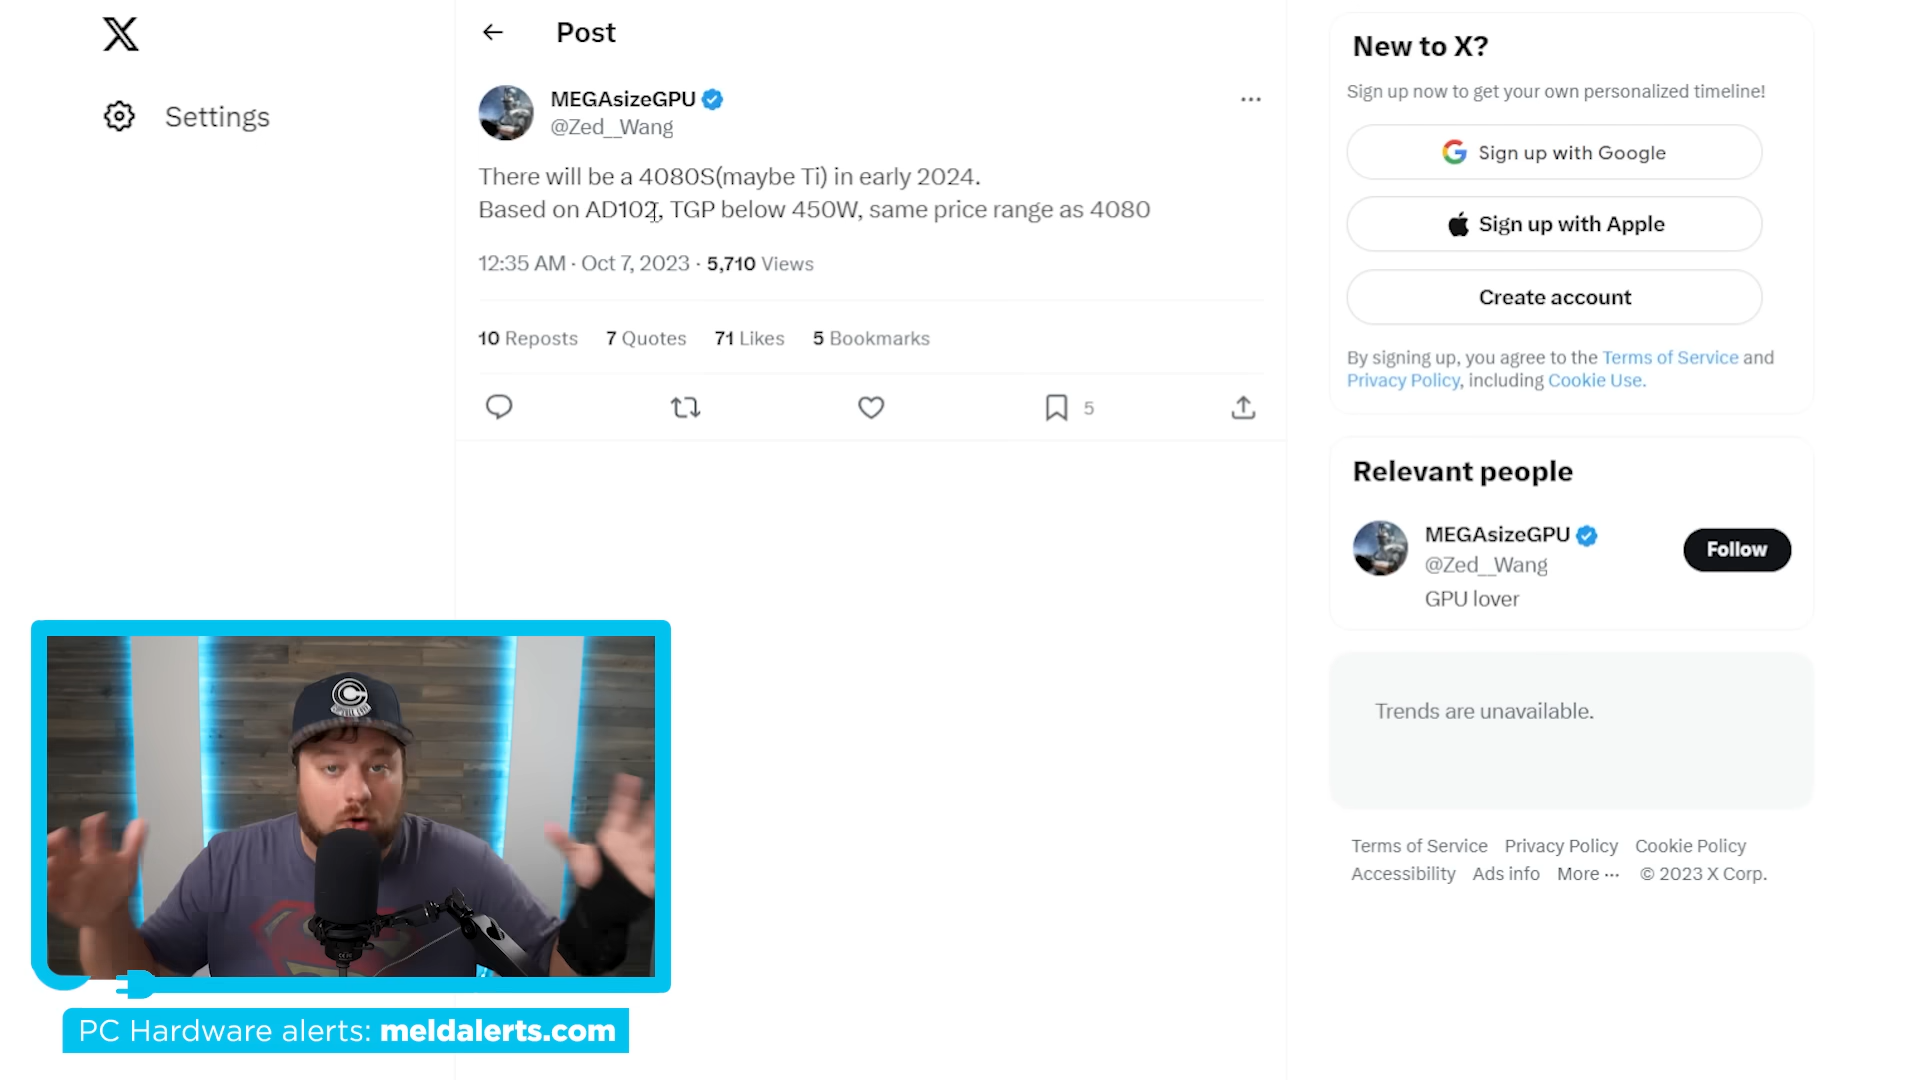 Settings
Post
MEGAsizeGPU
@Zed__Wang
There will be a 4080S(maybe Ti) in early 2024.
Based on AD102, TGP below 450W, same price range as 4080
12:35 AM · Oct 7, 2023 · 5,710 Views
10 Reposts 7 Quotes 71 Likes 5 Bookmarks
5
New to X?
Sign up now to get your own personalized timeline!
Sign up with Google
Sign up with Apple
Create account
By signing up, you agree to the Terms of Service and
Privacy Policy, including Cookie Use.
Relevant people
MEGAsizeGPU
@Zed__Wang
GPU lover
Follow
Trends are unavailable.
Terms of Service Privacy Policy Cookie Policy
Accessibility Ads info More ··· © 2023 X Corp.
PC Hardware alerts: meldalerts.com